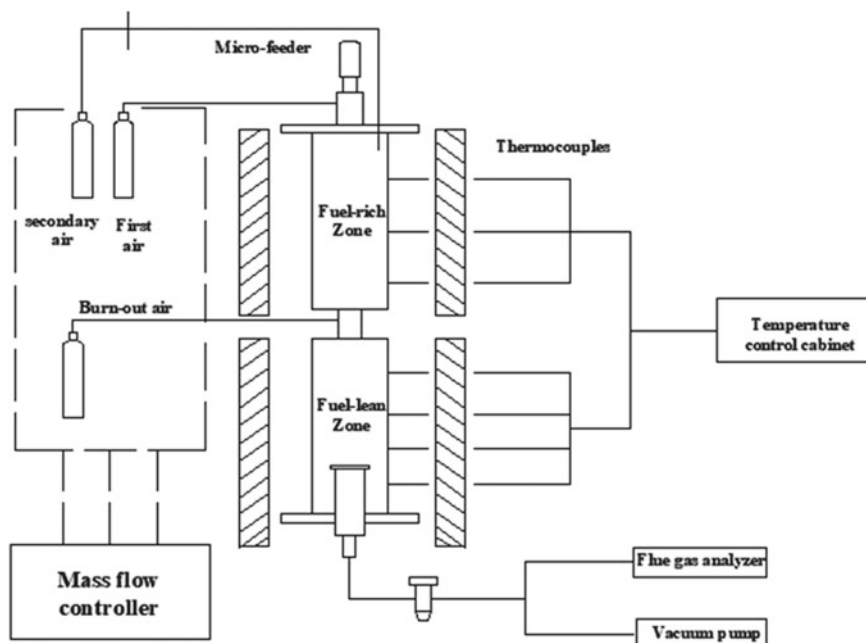 Micro-feeder
Thermocouples
secondary
air
First
air
Fuel-rich
Zone
Burn-out air
Temperature
control cabinet
Fuel-lean
Zone
Mass flow
controller
Flue gas analyzer
Vacuum pump